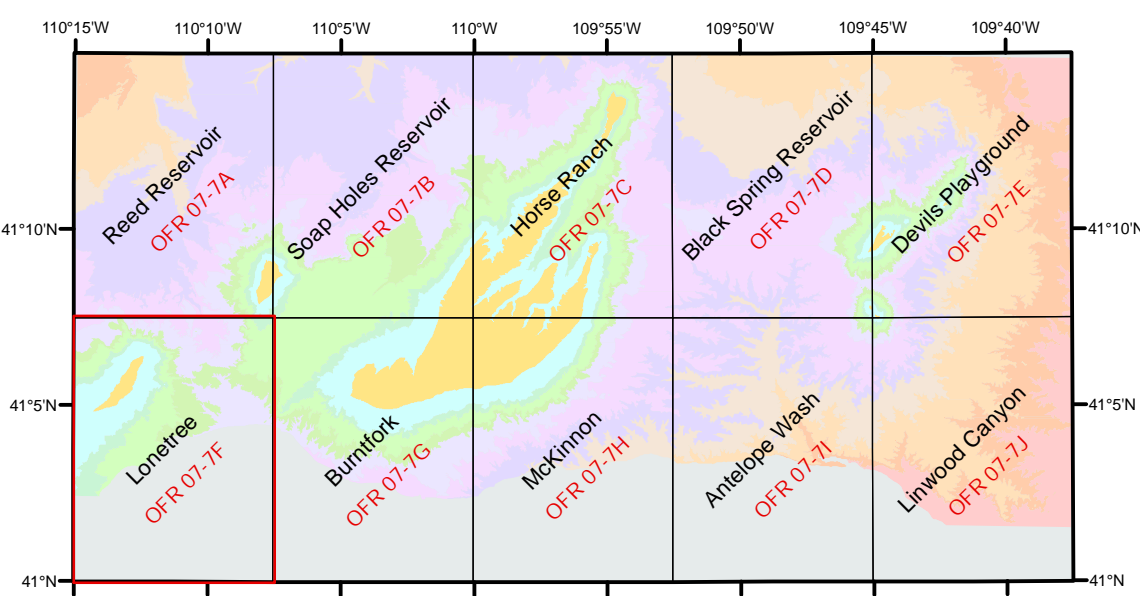 110°15'W
110°10'W
110°5'W
110°W
109°55'W
109°50'W
109°45'W
109°40'W
Reed Reservoir
OFR 07-7A
Soap Holes Reservoir
OFR 07-7B
Horse Ranch
OFR 07-7C
Black Spring Reservoir
OFR 07-7D
Devils Playground
OFR 07-7E
41°10'N
41°10'N
Lonetree
OFR 07-7F
Burntfork
OFR 07-7G
McKinnon
OFR 07-7H
Antelope Wash
OFR 07-7I
Linwood Canyon
OFR 07-7J
41°5'N
41°5'N
41°N
41°N